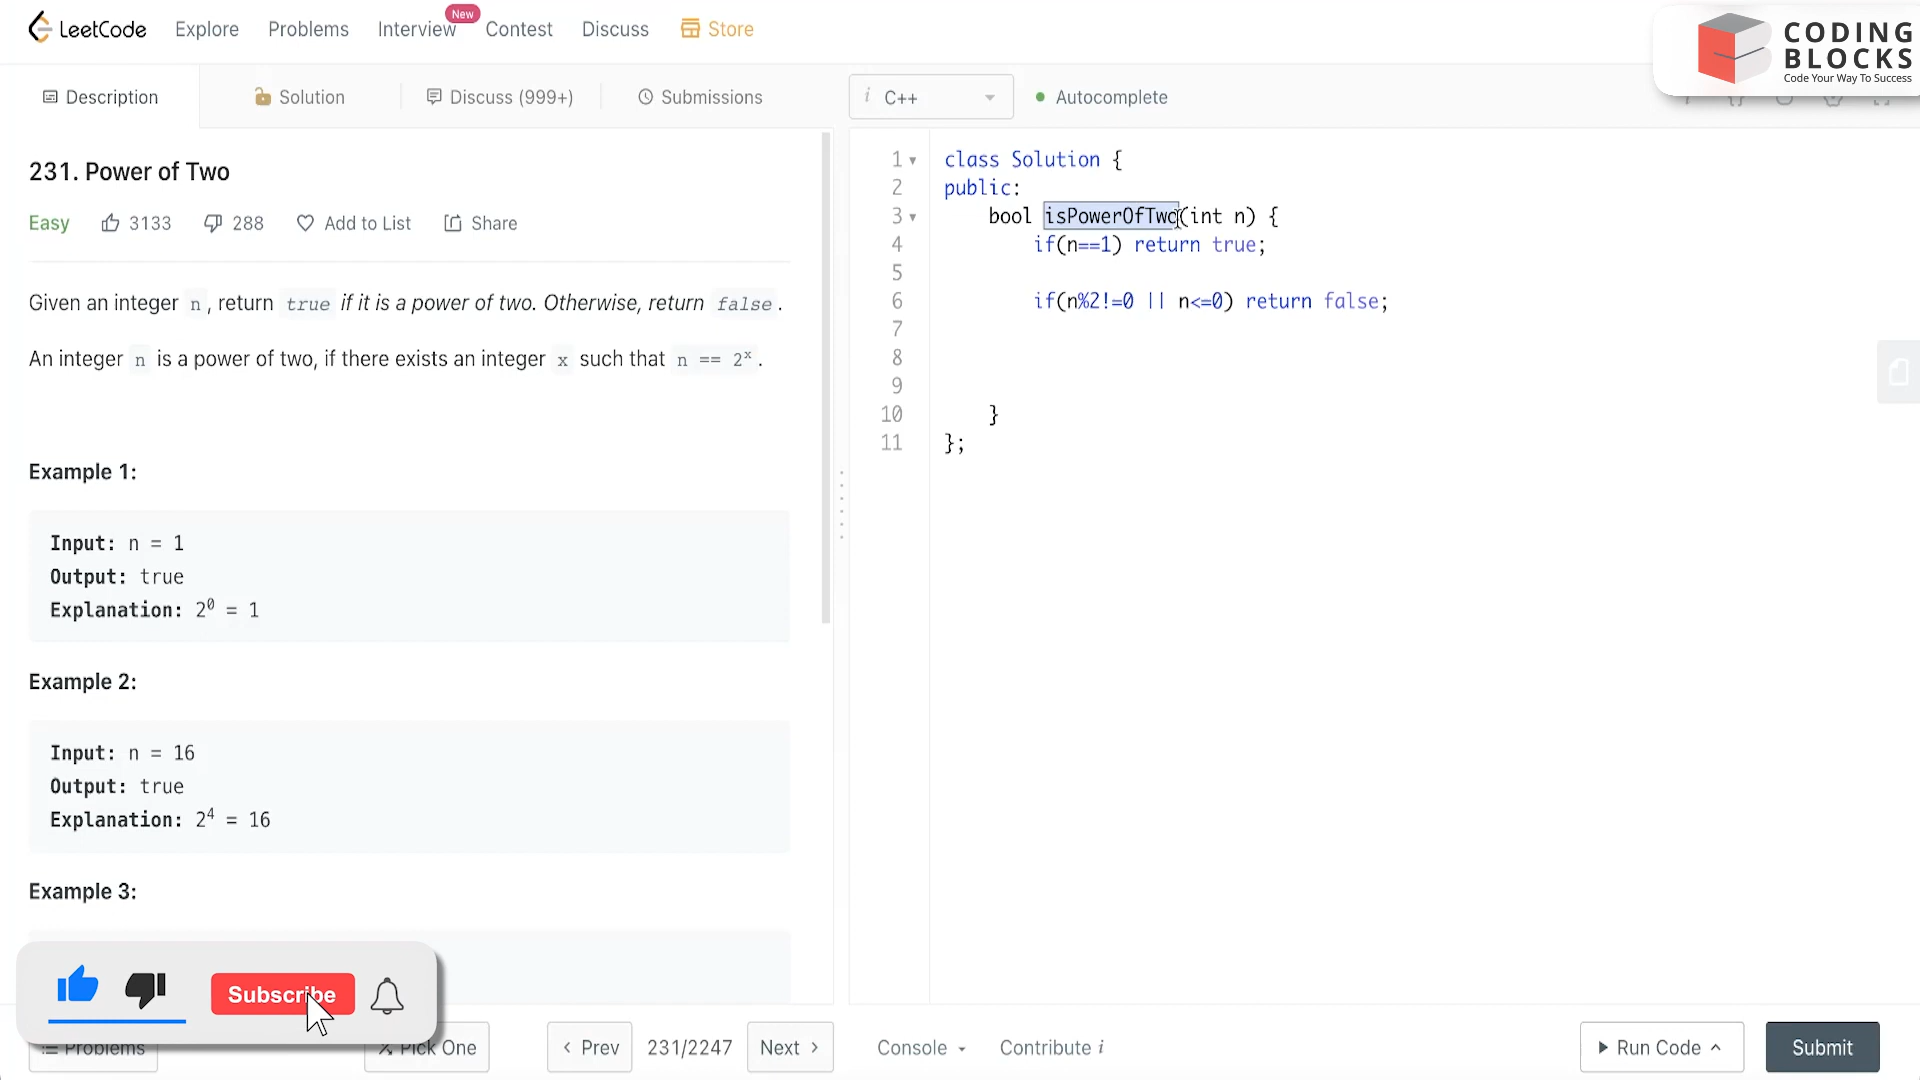 LeetCode Explore Problems Interview New Contest Discuss Store
CODING
BLOCKS
Code Your Way To Success
Description Solution Discuss (999+) Submissions
i C++ Autocomplete
231. Power of Two
Easy 3133 288 Add to List Share
Given an integer n, return true if it is a power of two. Otherwise, return false.
An integer n is a power of two, if there exists an integer x such that n == 2ˣ.
Example 1:
Input: n = 1
Output: true
Explanation: 2⁰ = 1
Example 2:
Input: n = 16
Output: true
Explanation: 2⁴ = 16
Example 3:
1 class Solution {
2 public:
3 bool isPowerOfTwo(int n) {
4 if(n==1) return true;
5
6 if(n%2!=0 || n<=0) return false;
7
8
9
10 }
11 };
Subscribe
Problems Pick One Prev 231/2247 Next Console Contribute i Run Code Submit